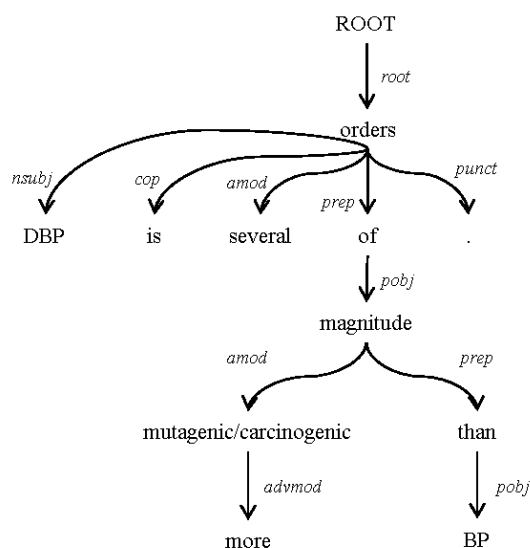 ROOT
root
orders
nsubj cop amod prep punct
DBP is several of .
pobj
magnitude
amod prep
mutagenic/carcinogenic than
advmod pobj
more BP